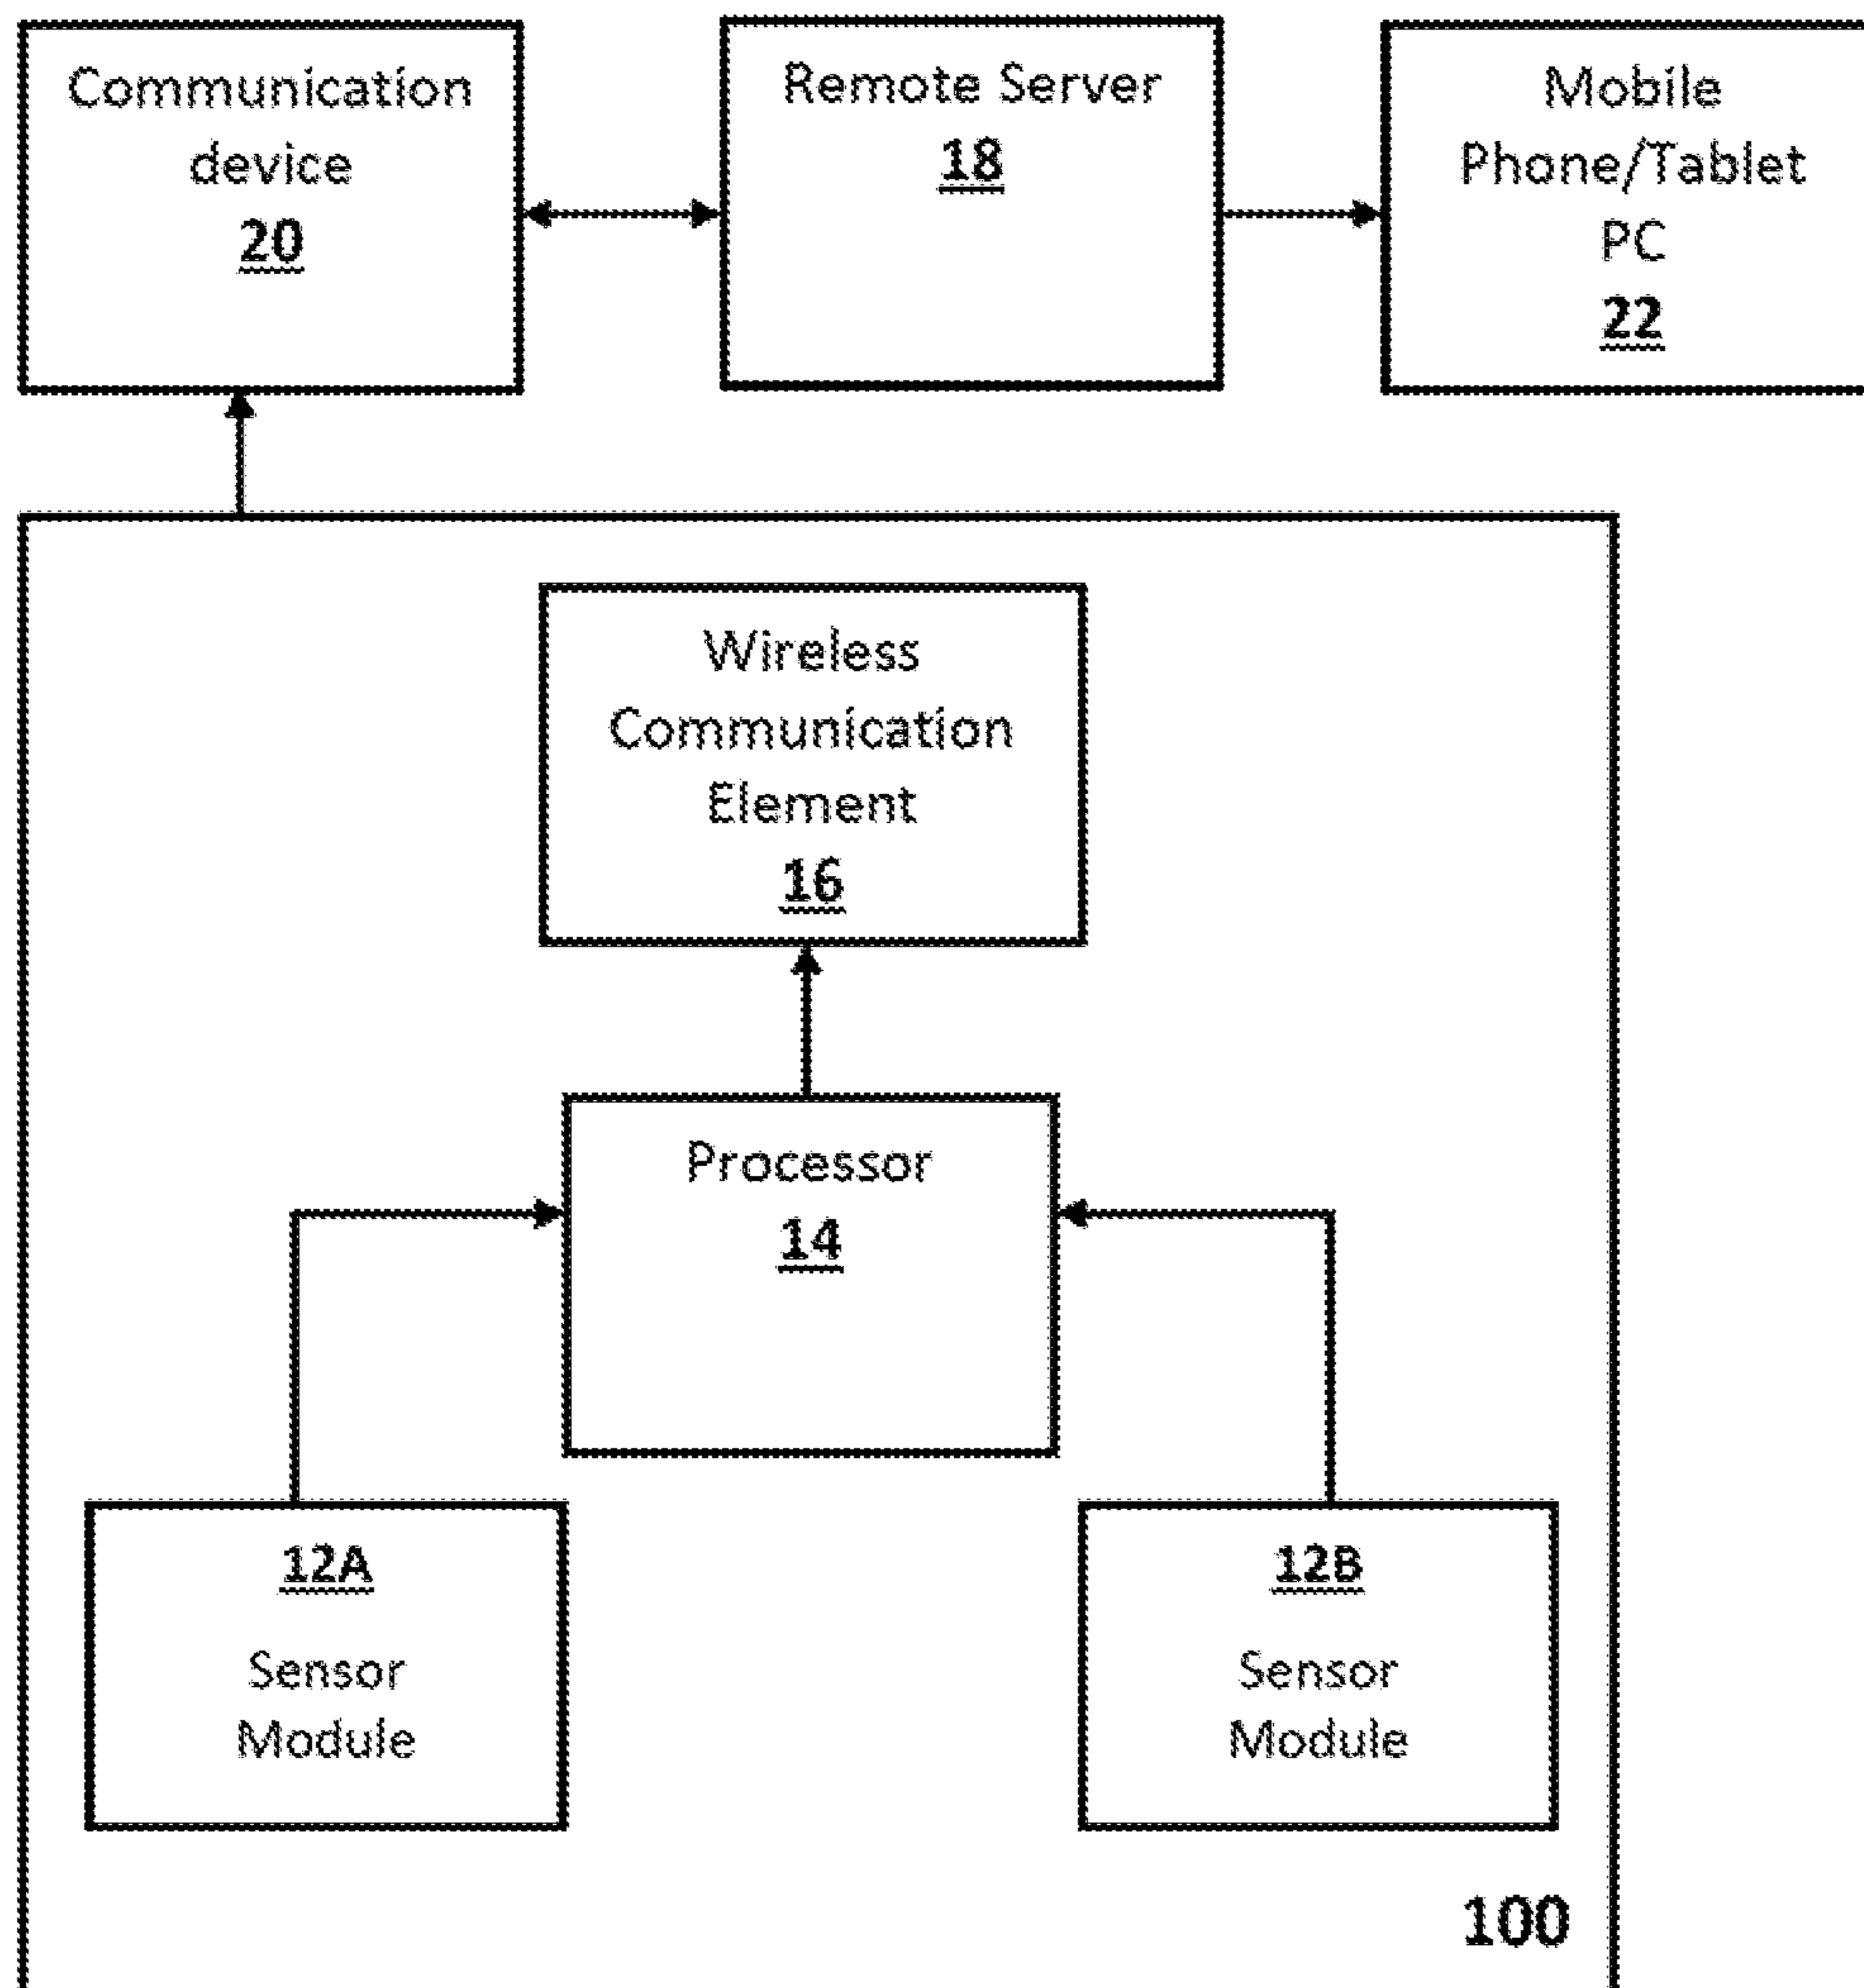 Communication
device
20
Remote Server
18
Mobile
Phone/Tablet
PC
22
Wireless
Communication
Element
16
Processor
14
12A
Sensor
Module
12B
Sensor
Module
100